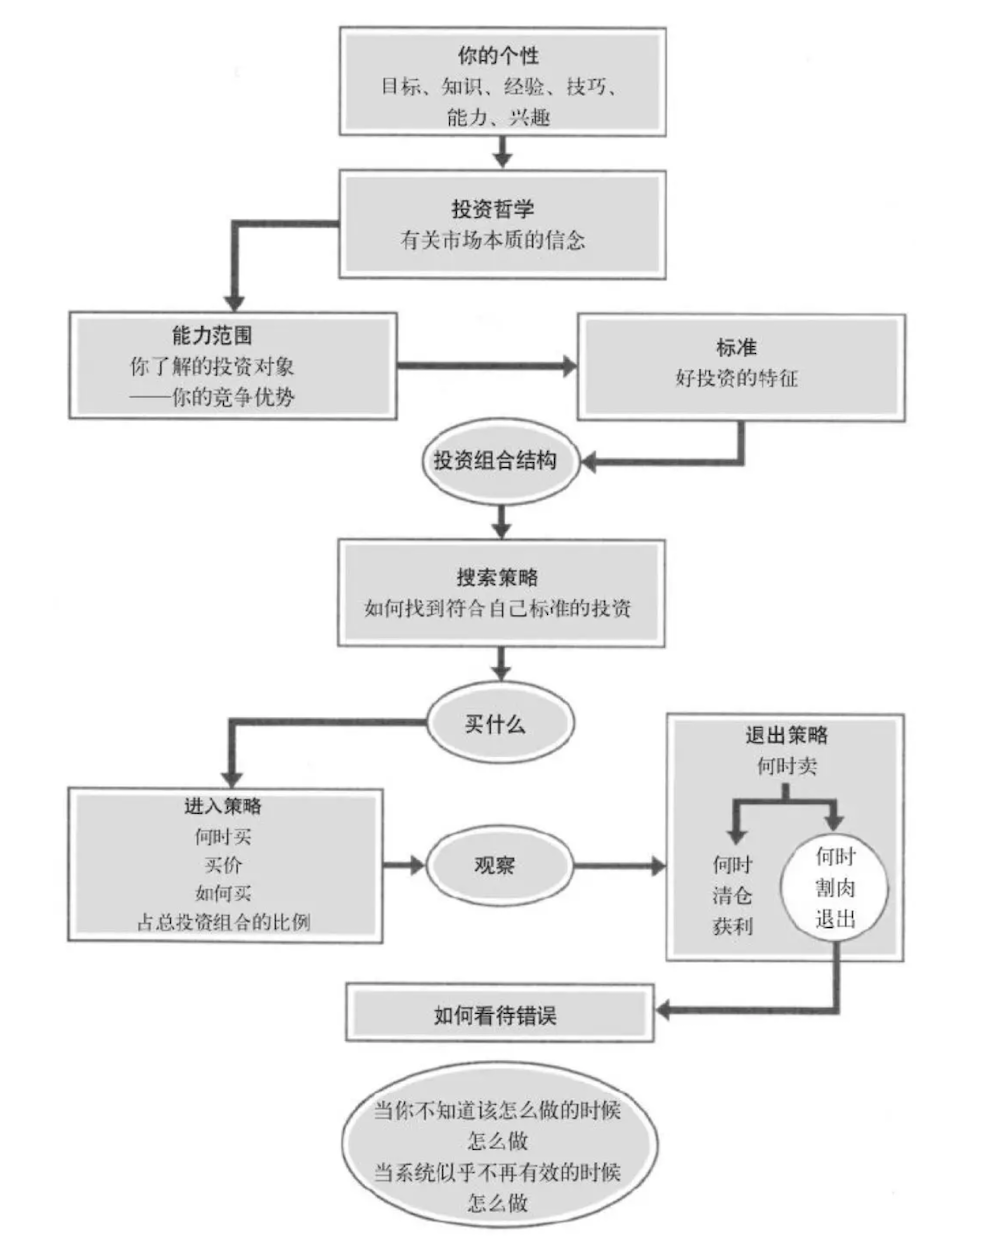 你的个性
目标、知识、经验、技巧、
能力、兴趣
投资哲学
有关市场本质的信念
能力范围
你了解的投资对象
——你的竞争优势
标准
好投资的特征
投资组合结构
搜索策略
如何找到符合自己标准的投资
买什么
进入策略
何时买
买价
如何买
占总投资组合的比例
观察
退出策略
何时卖
何时
清仓
获利
何时
割肉
退出
如何看待错误
当你不知道该怎么做的时候
怎么做
当系统似乎不再有效的时候
怎么做